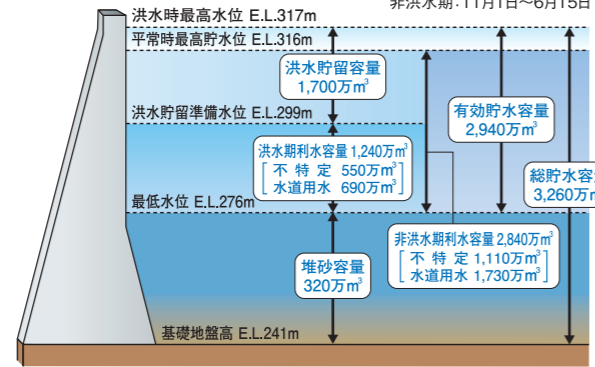 非洪水期：11月1日～6月15日
洪水時最高水位 E.L.317m
平常時最高貯水位 E.L.316m
洪水貯留容量
1,700万m³
有効貯水容量
2,940万m³
洪水貯留準備水位 E.L.299m
洪水期利水容量 1,240万m³
[ 不特定 550万m³
水道用水 690万m³ ]
総貯水容
3,260万m
最低水位 E.L.276m
非洪水期利水容量 2,840万m³
[ 不特定 1,110万m³
水道用水 1,730万m³ ]
堆砂容量
320万m³
基礎地盤高 E.L.241m